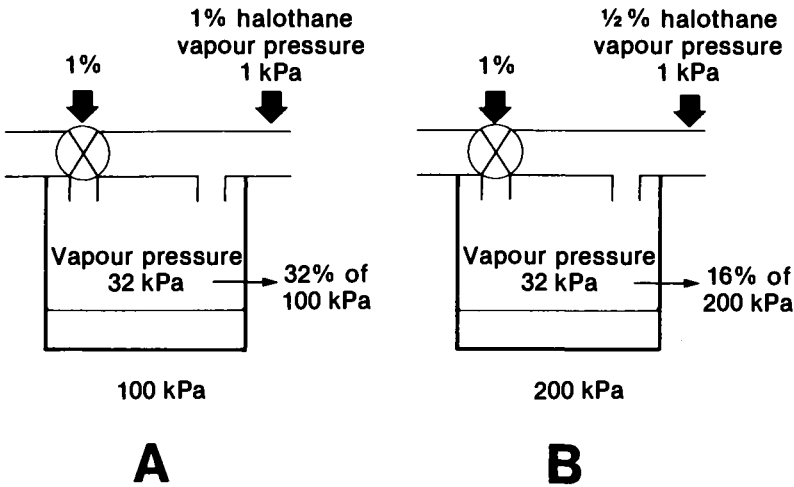 1% halothane
vapour pressure
1 kPa
1%
Vapour pressure
32 kPa
32% of
100 kPa
100 kPa
A
½% halothane
vapour pressure
1 kPa
1%
Vapour pressure
32 kPa
16% of
200 kPa
200 kPa
B